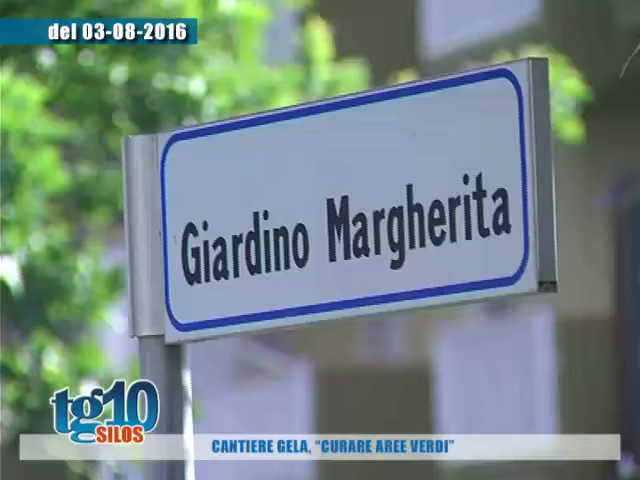 del 03-08-2016
Giardino Margherita
tg10
SILOS
CANTIERE GELA, "CURARE AREE VERDI"